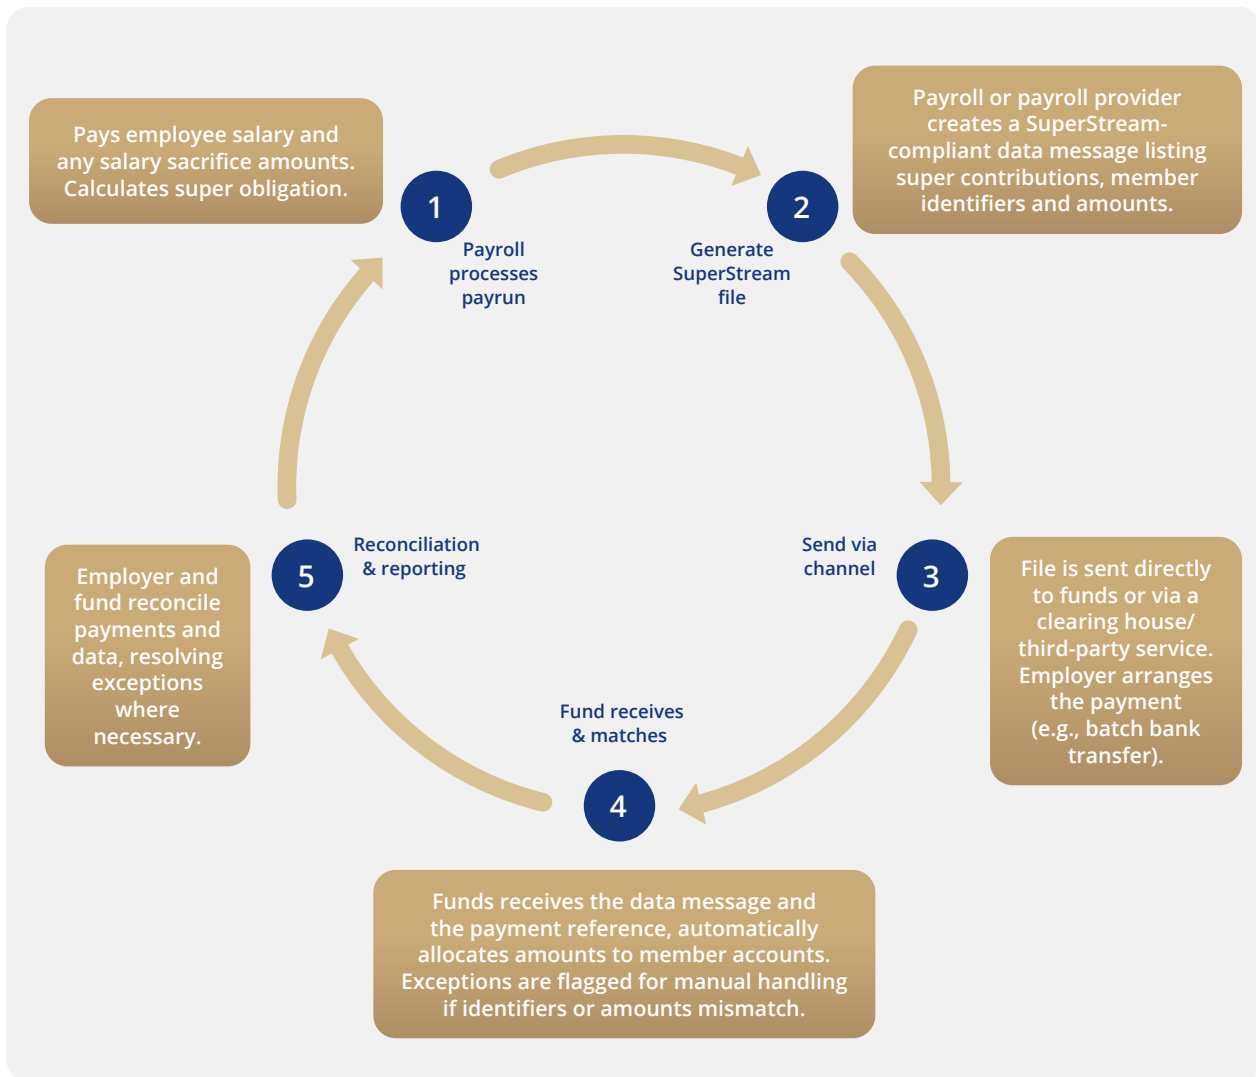 Pays employee salary and
any salary sacrifice amounts.
Calculates super obligation.
1
Payroll
processes
payrun
Payroll or payroll provider
creates a SuperStream-
compliant data message listing
super contributions, member
identifiers and amounts.
2
Generate
SuperStream
file
Send via
channel
3
File is sent directly
to funds or via a
clearing house/
third-party service.
Employer arranges
the payment
(e.g., batch bank
transfer).
Fund receives
& matches
4
Funds receives the data message and
the payment reference, automatically
allocates amounts to member accounts.
Exceptions are flagged for manual handling
if identifiers or amounts mismatch.
5
Reconciliation
& reporting
Employer and
fund reconcile
payments and
data, resolving
exceptions
where
necessary.